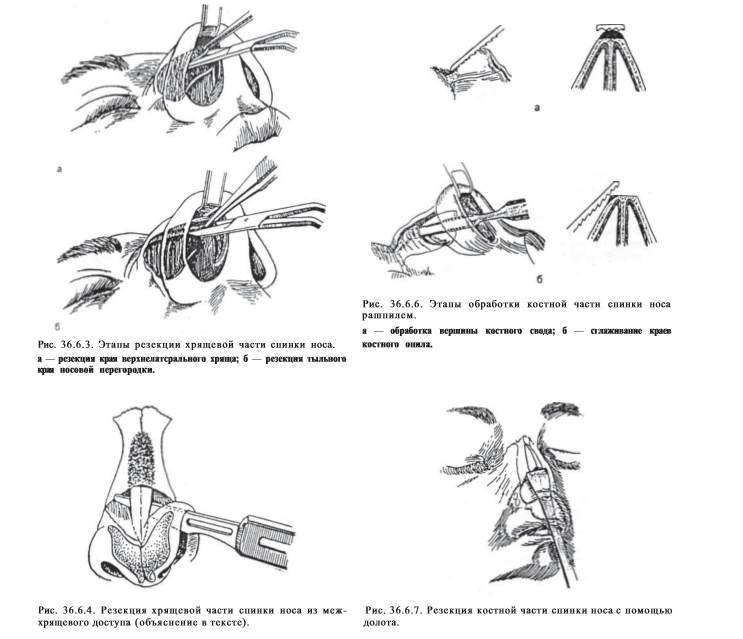 а
б
Рис. 36.6.3. Этапы резекции хрящевой части спинки носа.
а — резекция края верхнелатсрального хряща; б — резекция тыльного
края носовой перегородки.
а
б
Рис. 36.6.6. Этапы обработки костной части спинки носа
рашпилем.
а — обработка вершины костного свода; б — сглаживание краев
костного опила.
Рис. 36.6.4. Резекция хрящевой части спинки носа из меж-
хрящевого доступа (объяснение в тексте).
Рис. 36.6.7. Резекция костной части спинки носа с помощью
долота.